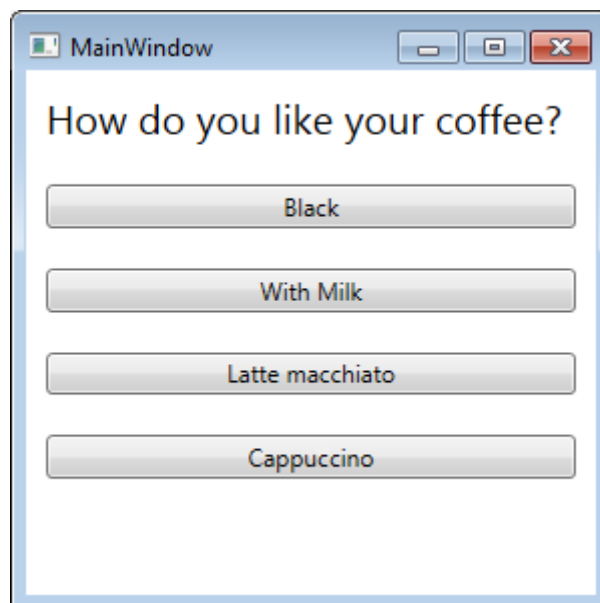 MainWindow
How do you like your coffee?
Black
With Milk
Latte macchiato
Cappuccino